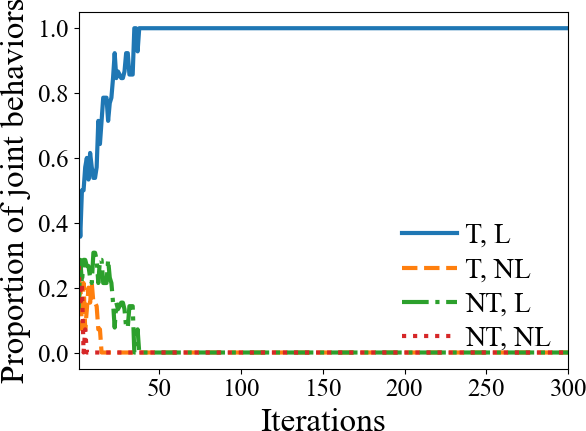 Proportion of joint behaviors
1.0
0.8
0.6
0.4
0.2
0.0
T, L
T, NL
NT, L
NT, NL
50 100 150 200 250 300
Iterations